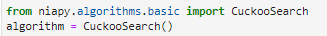 from niapy.algorithms.basic import CuckooSearch
algorithm = CuckooSearch()